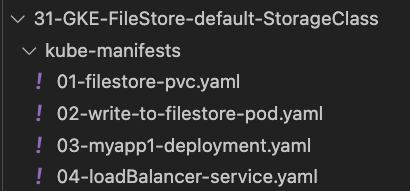 31-GKE-FileStore-default-StorageClass
kube-manifests
! 01-filestore-pvc.yaml
! 02-write-to-filestore-pod.yaml
! 03-myapp1-deployment.yaml
! 04-loadBalancer-service.yaml